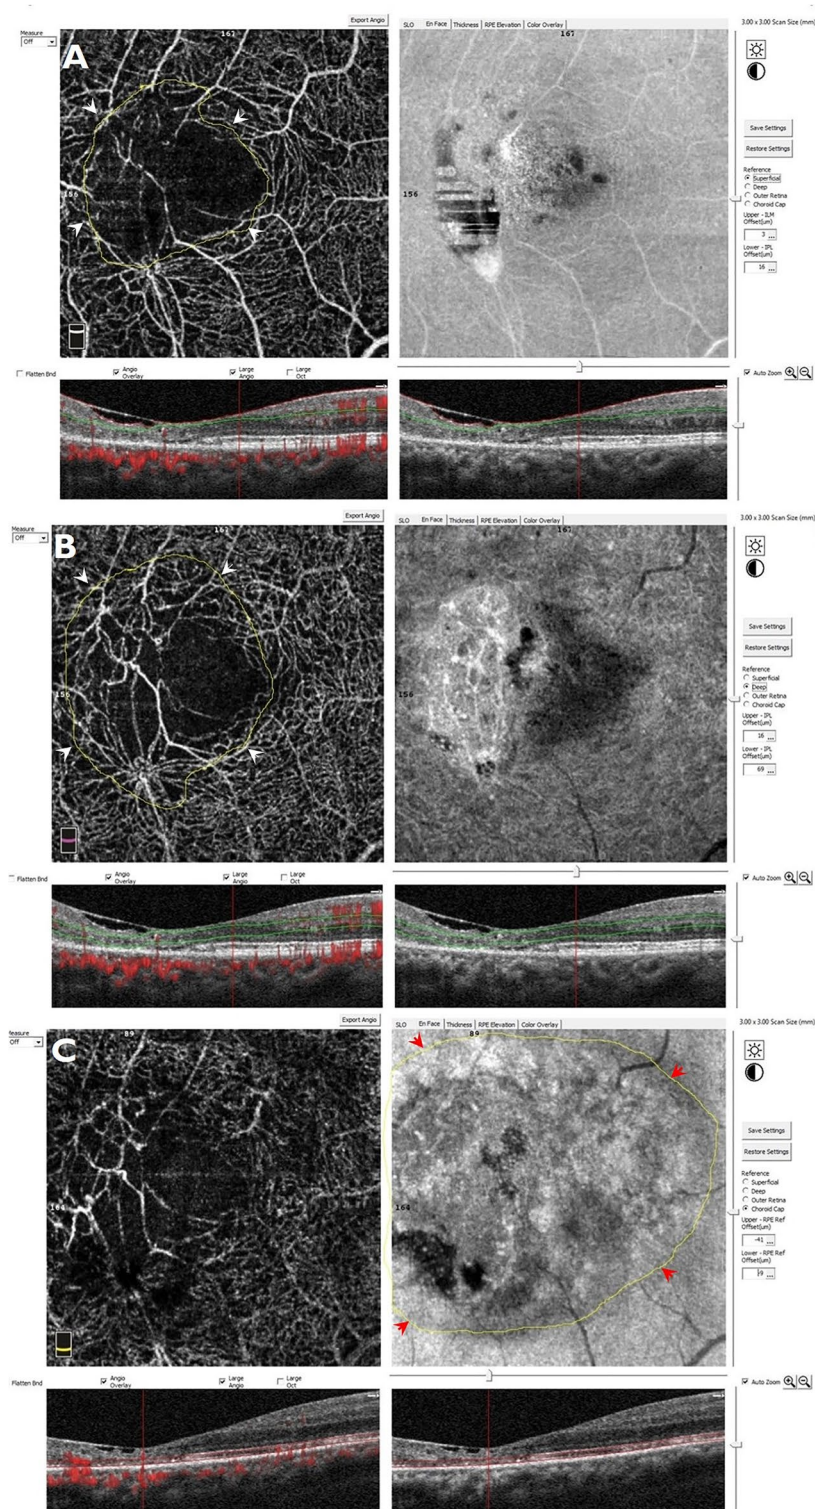 Export Angio
Measure
Off
A
167
156
SLO En Face Thickness RPE Elevation Color Overlay
167
156
3.00 x 3.00 Scan Size (mm)
Save Settings
Restore Settings
Reference
Superficial
Deep
Outer Retina
Choroid Cap
Upper - ILM
Offset(um)
3 ...
Lower - IPL
Offset(um)
16 ...
Flatten Bnd
Angio
Overlay
Large
Angio
Large
Oct
Auto Zoom
Export Angio
Measure
Off
B
167
156
SLO En Face Thickness RPE Elevation Color Overlay
167
156
3.00 x 3.00 Scan Size (mm)
Save Settings
Restore Settings
Reference
Superficial
Deep
Outer Retina
Choroid Cap
Upper - IPL
Offset(um)
16 ...
Lower - IPL
Offset(um)
69 ...
Flatten Bnd
Angio
Overlay
Large
Angio
Large
Oct
Auto Zoom
Export Angio
Measure
Off
C
89
164
SLO En Face Thickness RPE Elevation Color Overlay
89
164
3.00 x 3.00 Scan Size (mm)
Save Settings
Restore Settings
Reference
Superficial
Deep
Outer Retina
Choroid Cap
Upper - RPE Ref
Offset(um)
-41 ...
Lower - RPE Ref
Offset(um)
-9 ...
Flatten Bnd
Angio
Overlay
Large
Angio
Large
Oct
Auto Zoom